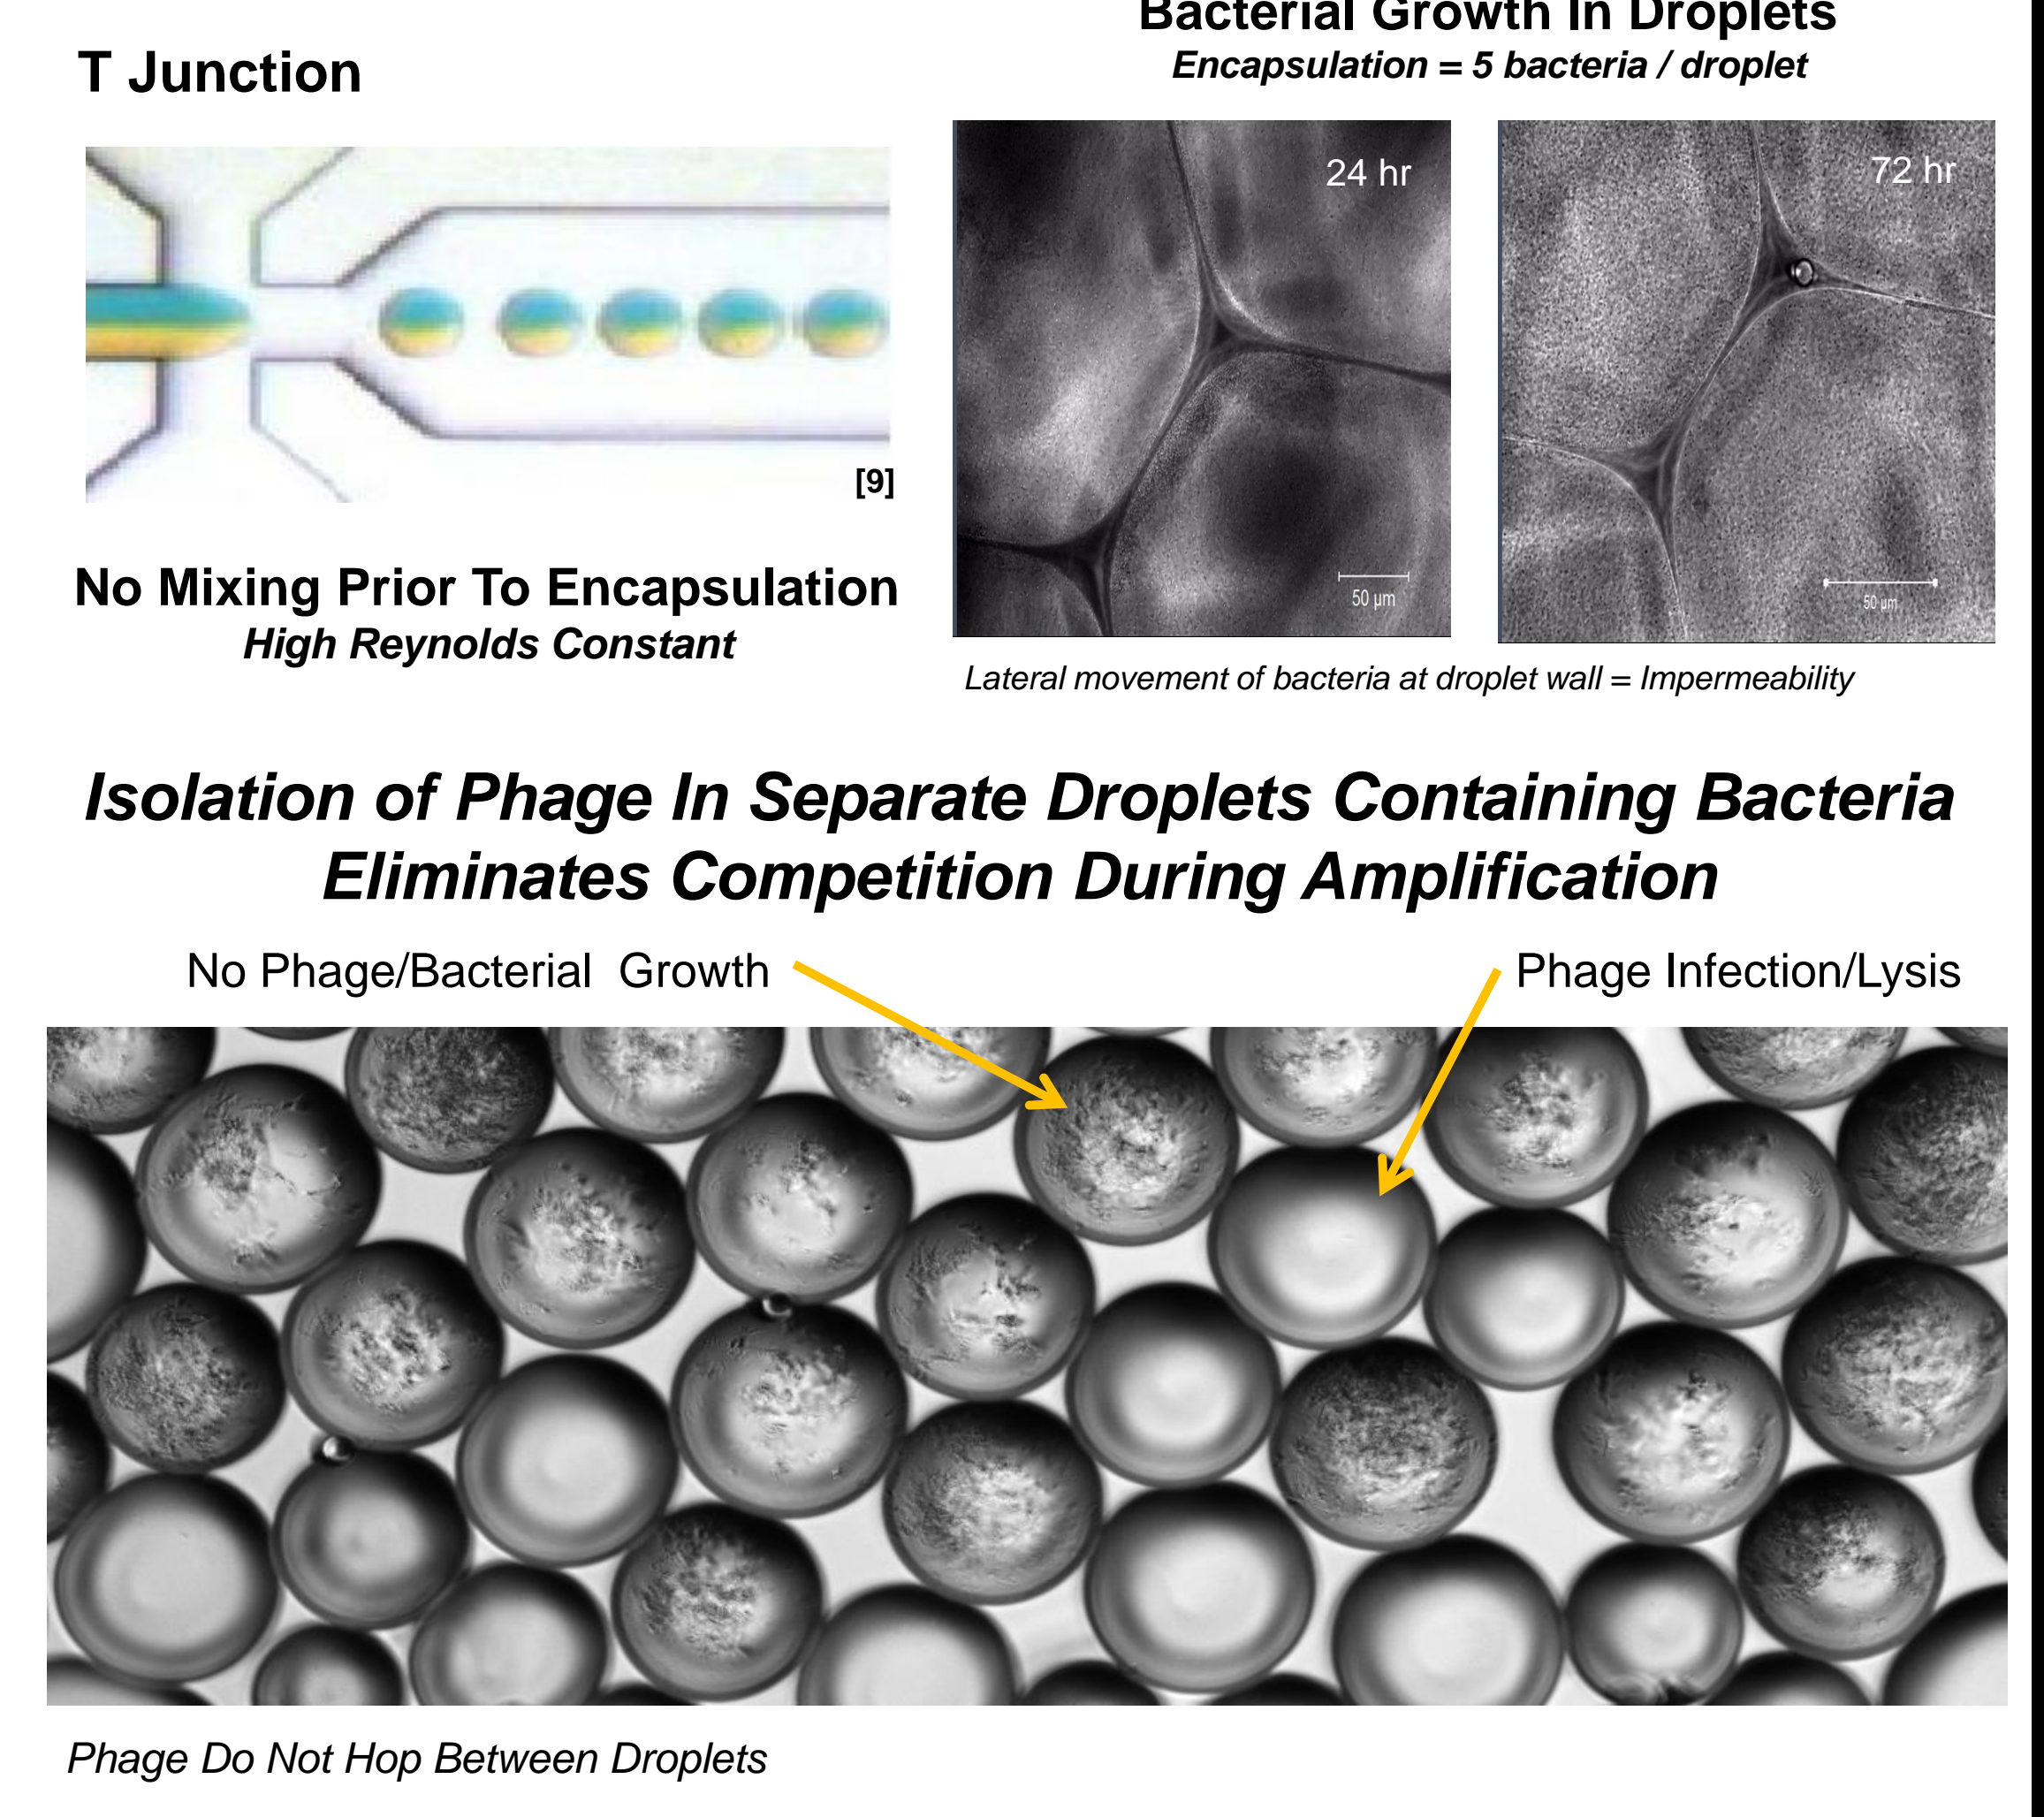 T Junction
[9]
No Mixing Prior To Encapsulation
High Reynolds Constant
Bacterial Growth In Droplets
Encapsulation = 5 bacteria / droplet
24 hr
50 µm
72 hr
50 µm
Lateral movement of bacteria at droplet wall = Impermeability
Isolation of Phage In Separate Droplets Containing Bacteria
Eliminates Competition During Amplification
No Phage/Bacterial Growth
Phage Infection/Lysis
Phage Do Not Hop Between Droplets